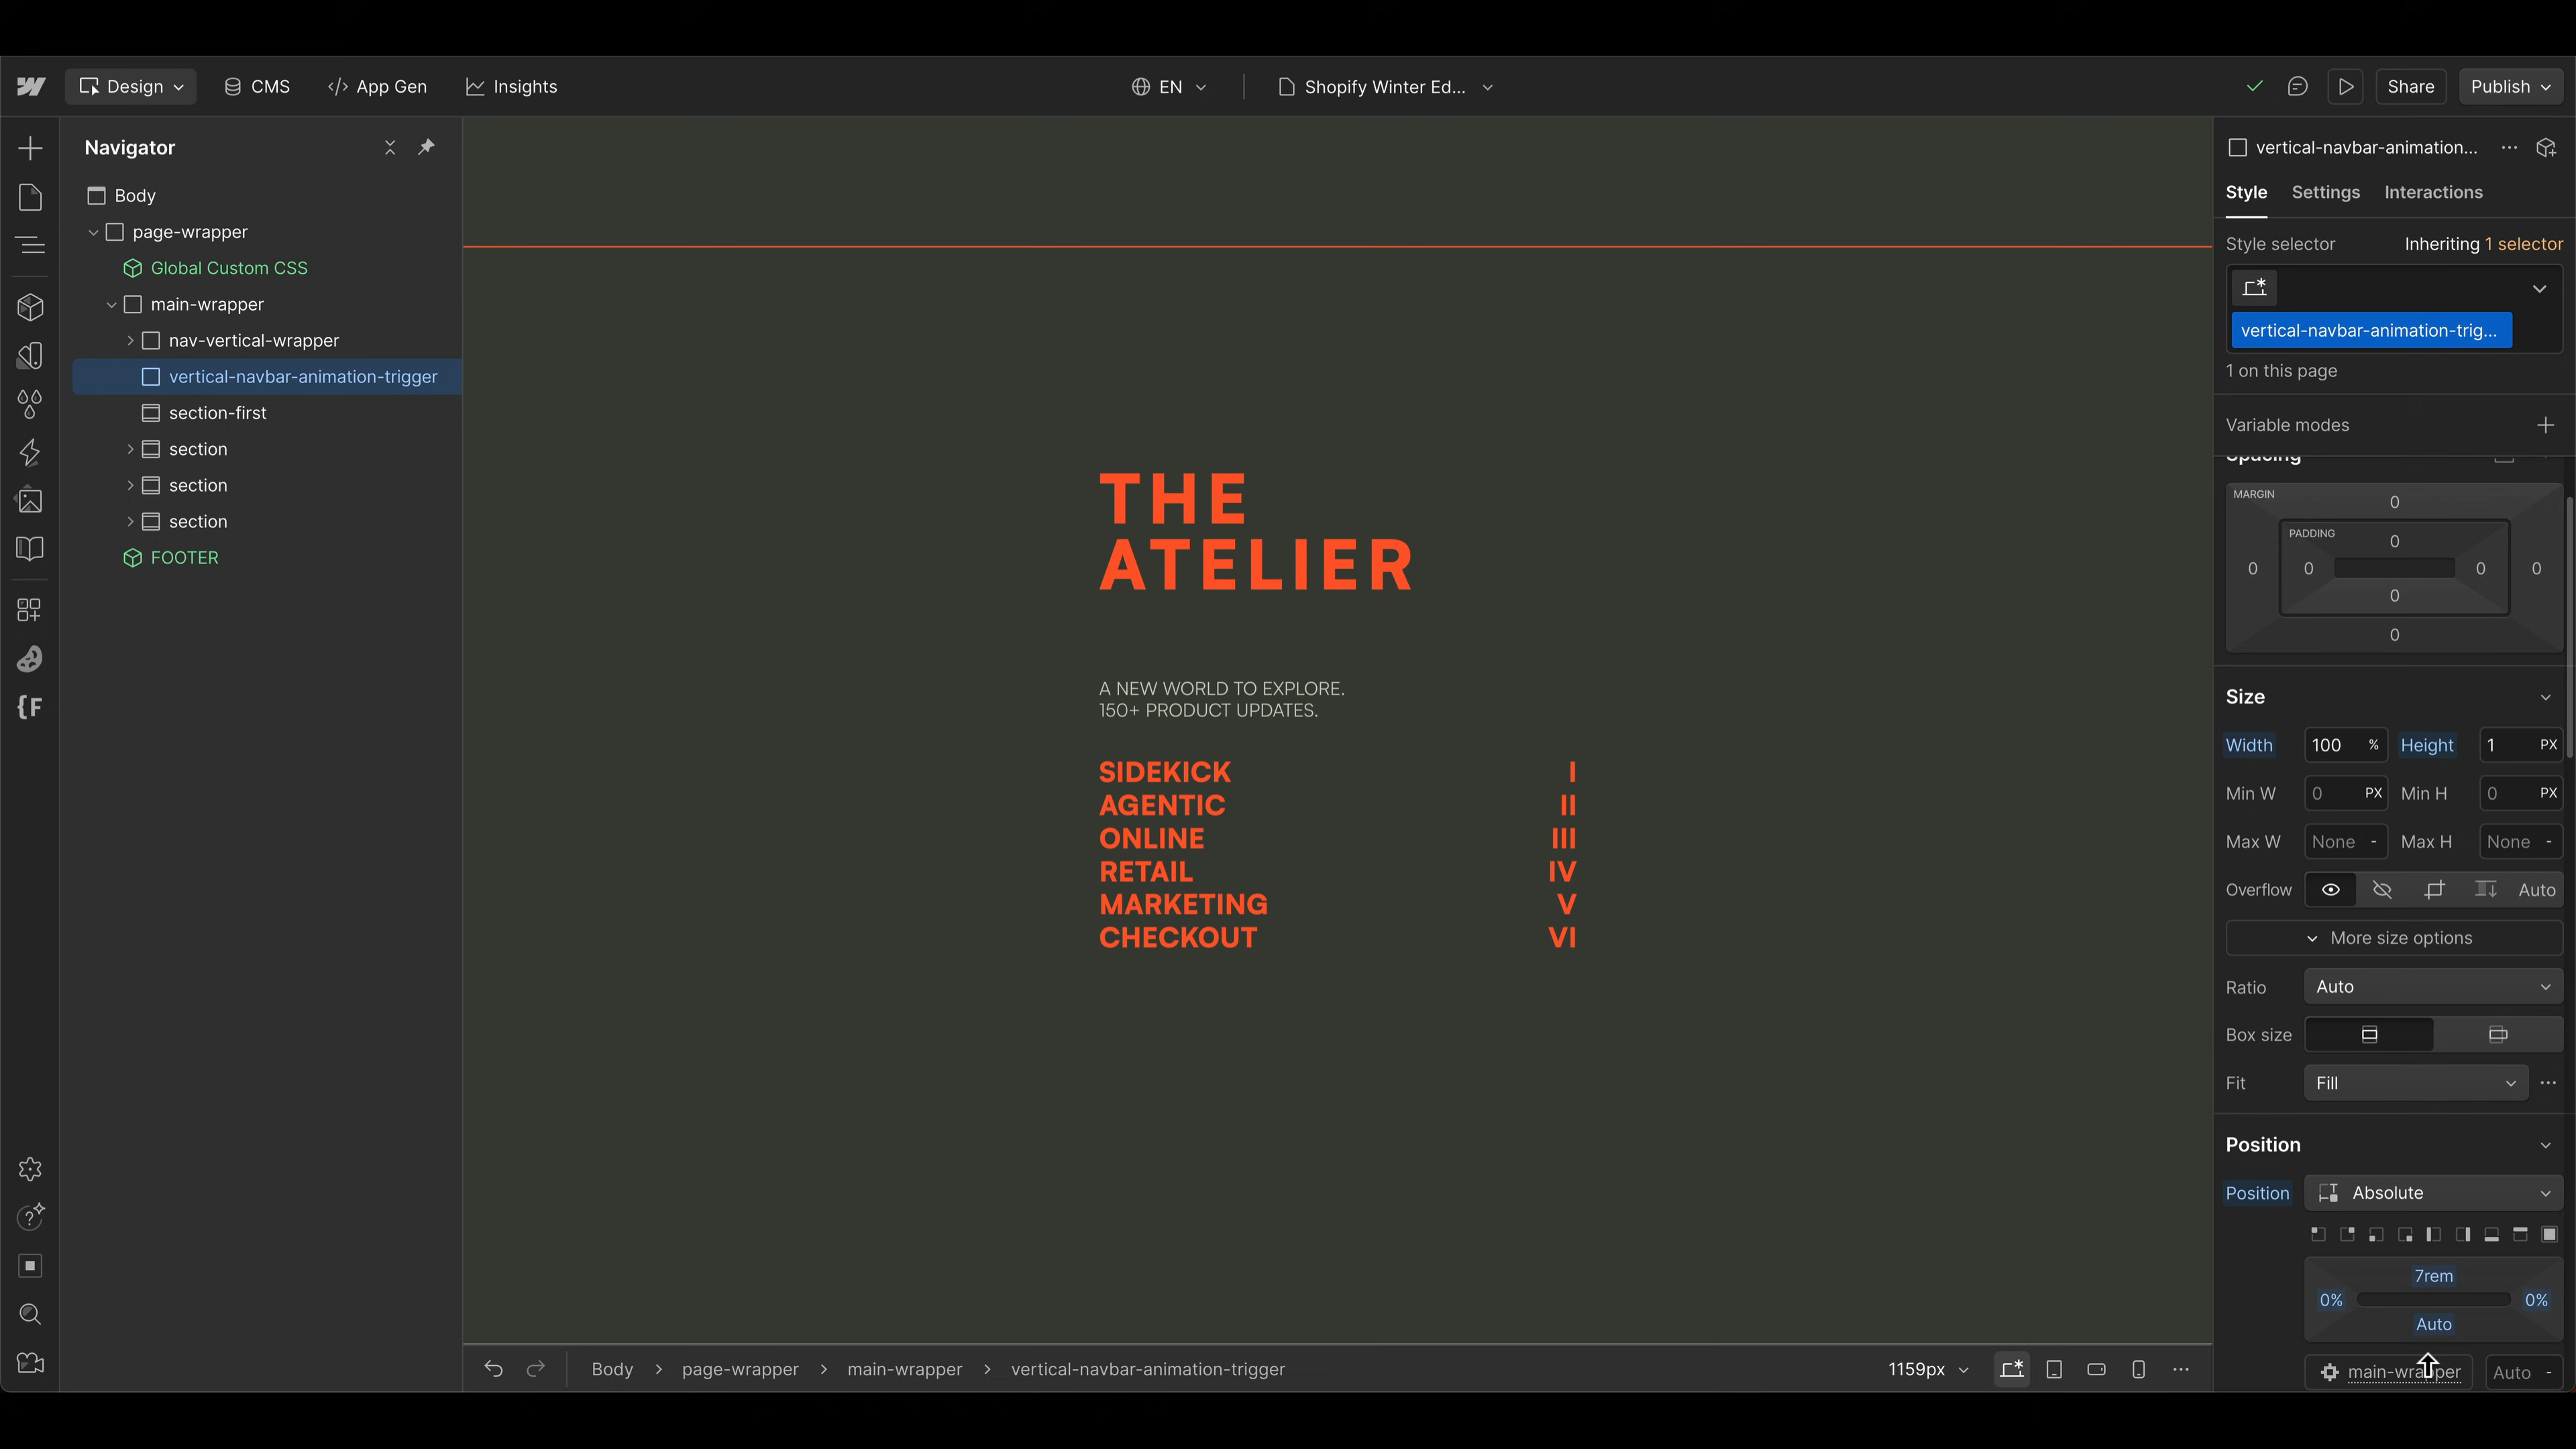 Design
CMS
App Gen
Insights
EN
Shopify Winter Ed...
Share
Publish
Navigator
Body
page-wrapper
Global Custom CSS
main-wrapper
nav-vertical-wrapper
vertical-navbar-animation-trigger
section-first
section
section
section
FOOTER
THE
ATELIER
A NEW WORLD TO EXPLORE.
150+ PRODUCT UPDATES.
SIDEKICK I
AGENTIC II
ONLINE III
RETAIL IV
MARKETING V
CHECKOUT VI
Body > page-wrapper > main-wrapper > vertical-navbar-animation-trigger
1159px
vertical-navbar-animation...
Style Settings Interactions
Style selector Inheriting 1 selector
vertical-navbar-animation-trig...
1 on this page
Variable modes
Spacing
MARGIN
0
PADDING
0
0 0 0 0
0
0
Size
Width 100 % Height 1 PX
Min W 0 PX Min H 0 PX
Max W None - Max H None -
Overflow Auto
More size options
Ratio Auto
Box size
Fit Fill
Position
Position Absolute
7rem
0% 0%
Auto
main-wrapper Auto -